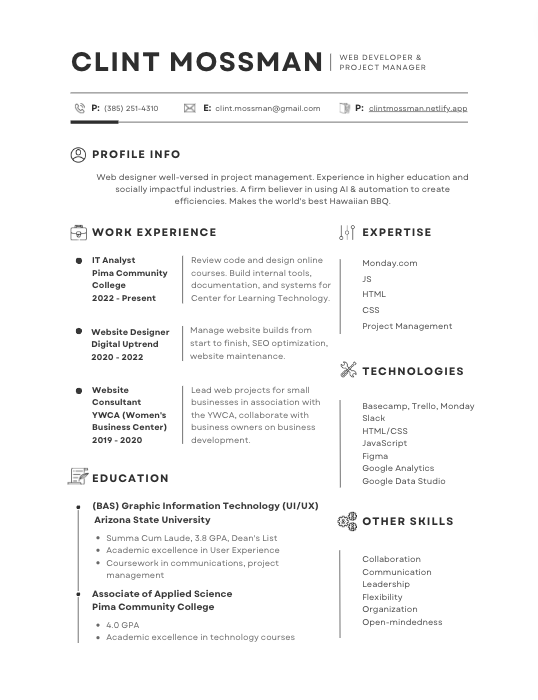 CLINT MOSSMAN
WEB DEVELOPER &
PROJECT MANAGER
P: (385) 251-4310
E: clint.mossman@gmail.com
P: clintmossman.netlify.app
PROFILE INFO
Web designer well-versed in project management. Experience in higher education and
socially impactful industries. A firm believer in using AI & automation to create
efficiencies. Makes the world's best Hawaiian BBQ.
WORK EXPERIENCE
IT Analyst
Pima Community
College
2022 - Present
Review code and design online
courses. Build internal tools,
documentation, and systems for
Center for Learning Technology.
Website Designer
Digital Uptrend
2020 - 2022
Manage website builds from
start to finish, SEO optimization,
website maintenance.
Website
Consultant
YWCA (Women's
Business Center)
2019 - 2020
Lead web projects for small
businesses in association with
the YWCA, collaborate with
business owners on business
development.
EDUCATION
(BAS) Graphic Information Technology (UI/UX)
Arizona State University
Summa Cum Laude, 3.8 GPA, Dean's List
Academic excellence in User Experience
Coursework in communications, project
management
Associate of Applied Science
Pima Community College
4.0 GPA
Academic excellence in technology courses
EXPERTISE
Monday.com
JS
HTML
CSS
Project Management
TECHNOLOGIES
Basecamp, Trello, Monday
Slack
HTML/CSS
JavaScript
Figma
Google Analytics
Google Data Studio
OTHER SKILLS
Collaboration
Communication
Leadership
Flexibility
Organization
Open-mindedness